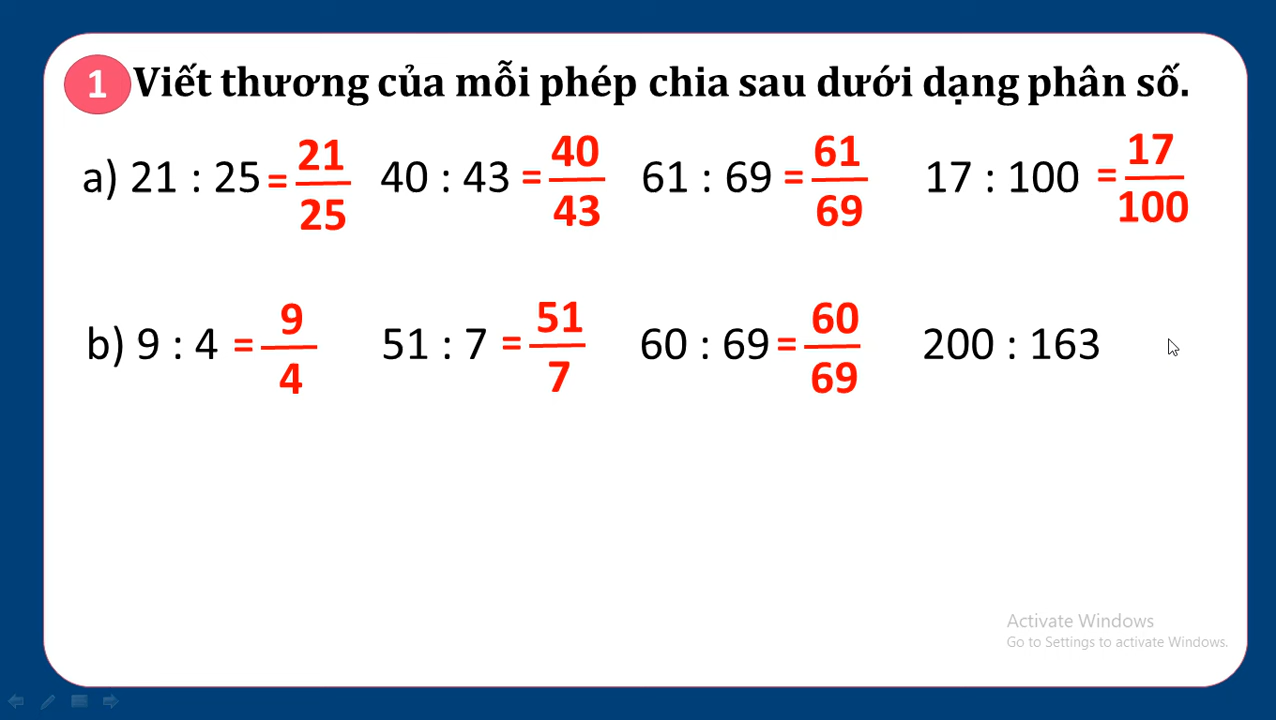 1 Viết thương của mỗi phép chia sau dưới dạng phân số.
a) 21 : 25 = 21/25 40 : 43 = 40/43 61 : 69 = 61/69 17 : 100 = 17/100
b) 9 : 4 = 9/4 51 : 7 = 51/7 60 : 69 = 60/69 200 : 163
Activate Windows
Go to Settings to activate Windows.